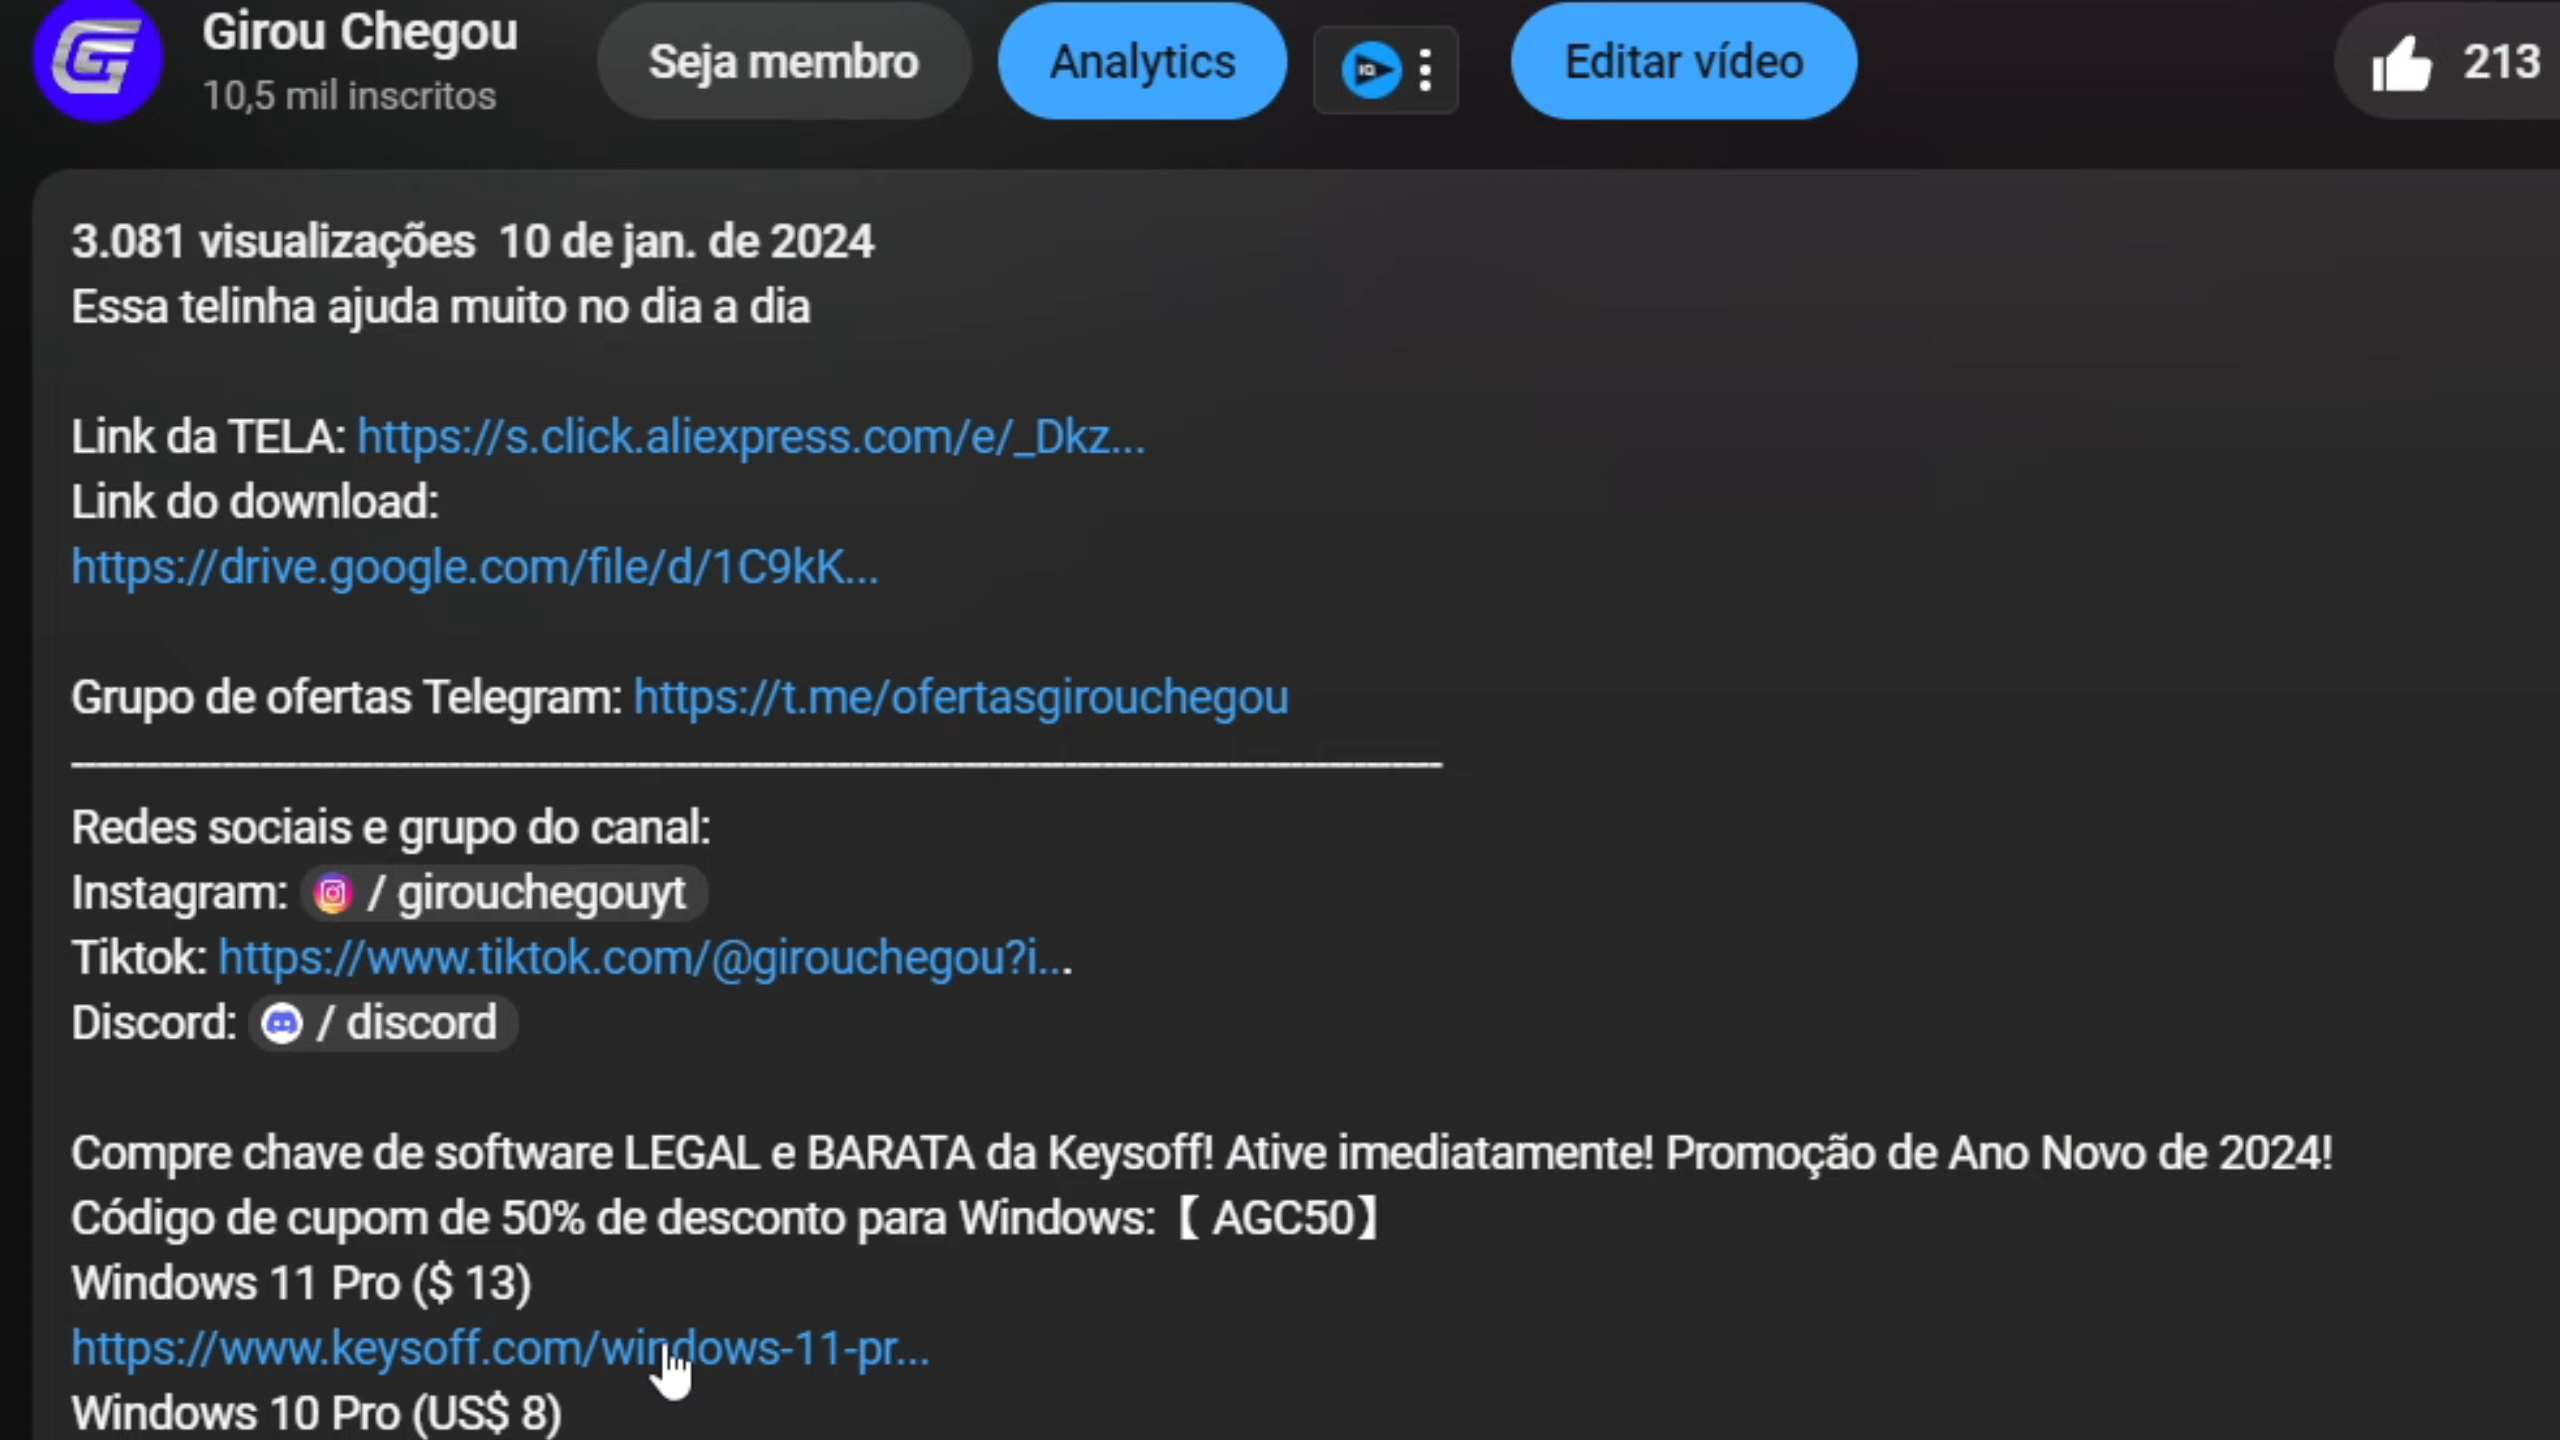 Girou Chegou
10,5 mil inscritos
Seja membro
Analytics
IQ
Editar vídeo
213
3.081 visualizações 10 de jan. de 2024
Essa telinha ajuda muito no dia a dia
Link da TELA: https://s.click.aliexpress.com/e/_Dkz...
Link do download:
https://drive.google.com/file/d/1C9kK...
Grupo de ofertas Telegram: https://t.me/ofertasgirouchegou
Redes sociais e grupo do canal:
Instagram: / girouchegouyt
Tiktok: https://www.tiktok.com/@girouchegou?i...
Discord: / discord
Compre chave de software LEGAL e BARATA da Keysoff! Ative imediatamente! Promoção de Ano Novo de 2024!
Código de cupom de 50% de desconto para Windows:【 AGC50】
Windows 11 Pro ($ 13)
https://www.keysoff.com/windows-11-pr...
Windows 10 Pro (US$ 8)